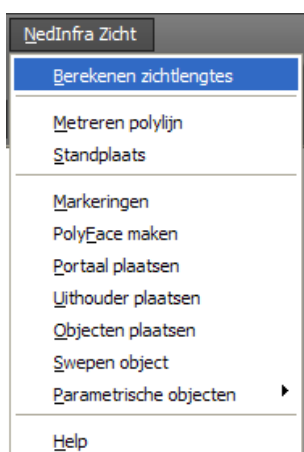 NedInfra Zicht
Berekenen zichtlengtes
Metreren polylijn
Standplaats
Markeringen
PolyFace maken
Portaal plaatsen
Uithouder plaatsen
Objecten plaatsen
Swepen object
Parametrische objecten
Help